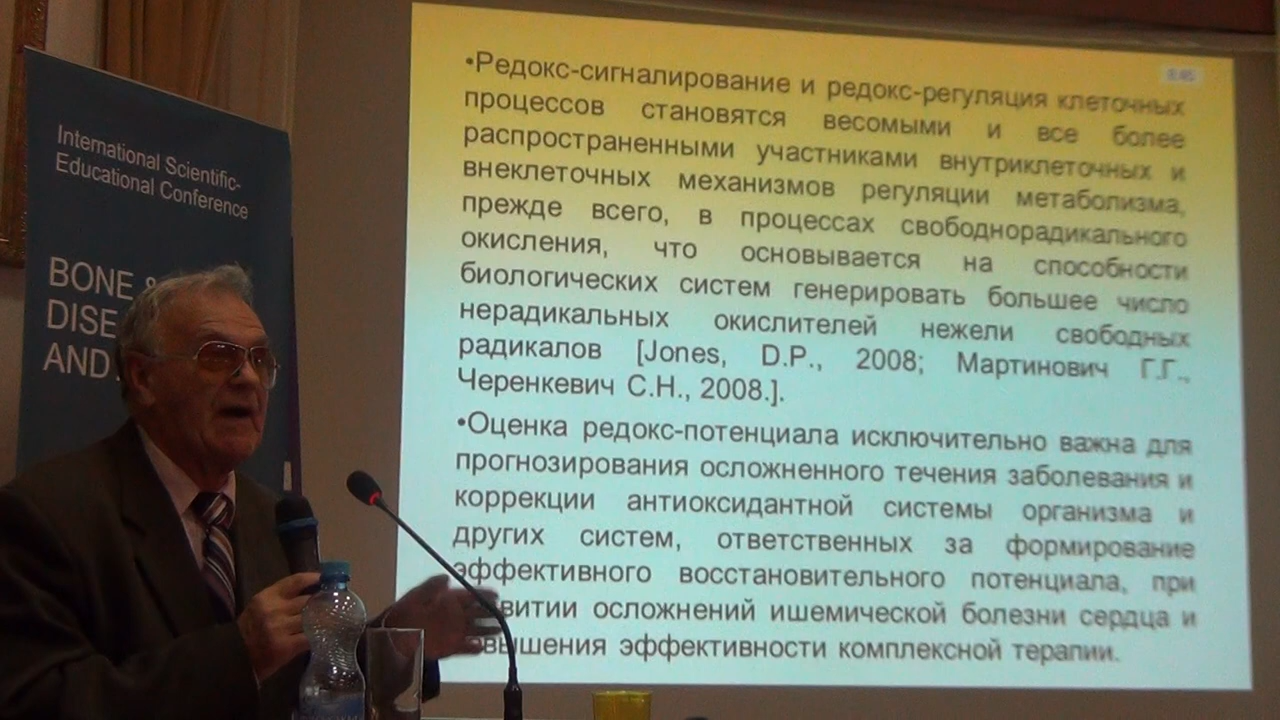 International Scientific-
Educational Conference
BONE &
DISE
AND
•Редокс-сигналирование и редокс-регуляция клеточных
процессов становятся весомыми и все более
распространенными участниками внутриклеточных и
внеклеточных механизмов регуляции метаболизма,
прежде всего, в процессах свободнорадикального
окисления, что основывается на способности
биологических систем генерировать большее число
нерадикальных окислителей нежели свободных
радикалов [Jones, D.P., 2008; Мартинович Г.Г.,
Черенкевич С.Н., 2008.].
•Оценка редокс-потенциала исключительно важна для
прогнозирования осложненного течения заболевания и
коррекции антиоксидантной системы организма и
других систем, ответственных за формирование
эффективного восстановительного потенциала, при
витии осложнений ишемической болезни сердца и
вышения эффективности комплексной терапии.